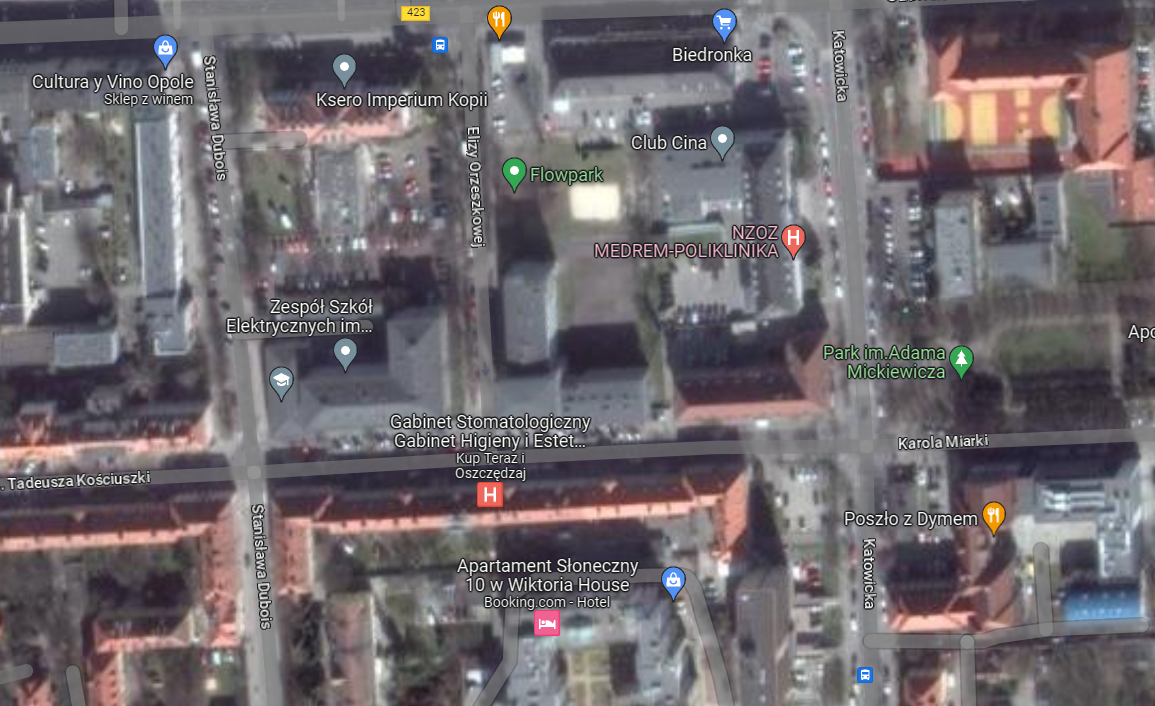 423
Biedronka
Katowicka
Cultura y Vino Opole
Sklep z winem
Stanisława Dubois
Ksero Imperium Kopii
Elizy Orzeszkowej
Club Cina
Flowpark
NZOZ
MEDREM-POLIKLINIKA
H
Zespół Szkół
Elektrycznych im...
Park im.Adama
Mickiewicza
Apo
Gabinet Stomatologiczny
Gabinet Higieny i Estet...
Kup Teraz i
Oszczędzaj
H
Karola Miarki
. Tadeusza Kościuszki
Stanisława Dubois
Poszło z Dymem
Katowicka
Apartament Słoneczny
10 w Wiktoria House
Booking.com - Hotel